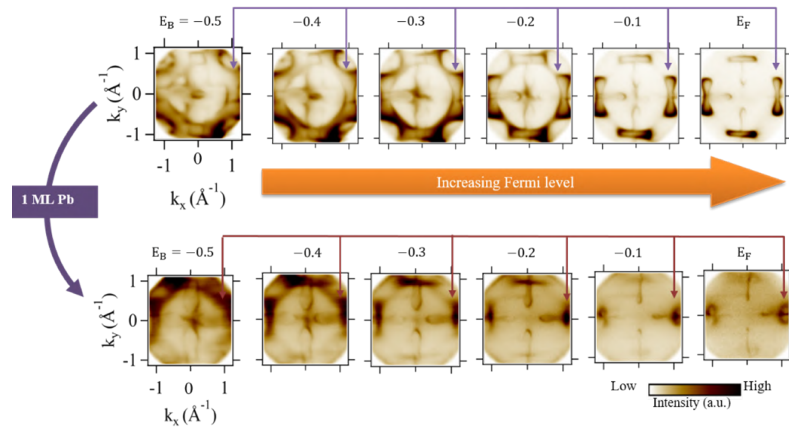 E_B = −0.5
−0.4
−0.3
−0.2
−0.1
E_F
1
0
-1
k_y (Å⁻¹)
-1
0
1
k_x (Å⁻¹)
Increasing Fermi level
1 ML Pb
E_B = −0.5
−0.4
−0.3
−0.2
−0.1
E_F
1
0
-1
k_y (Å⁻¹)
-1
0
1
k_x (Å⁻¹)
Low
High
Intensity (a.u.)